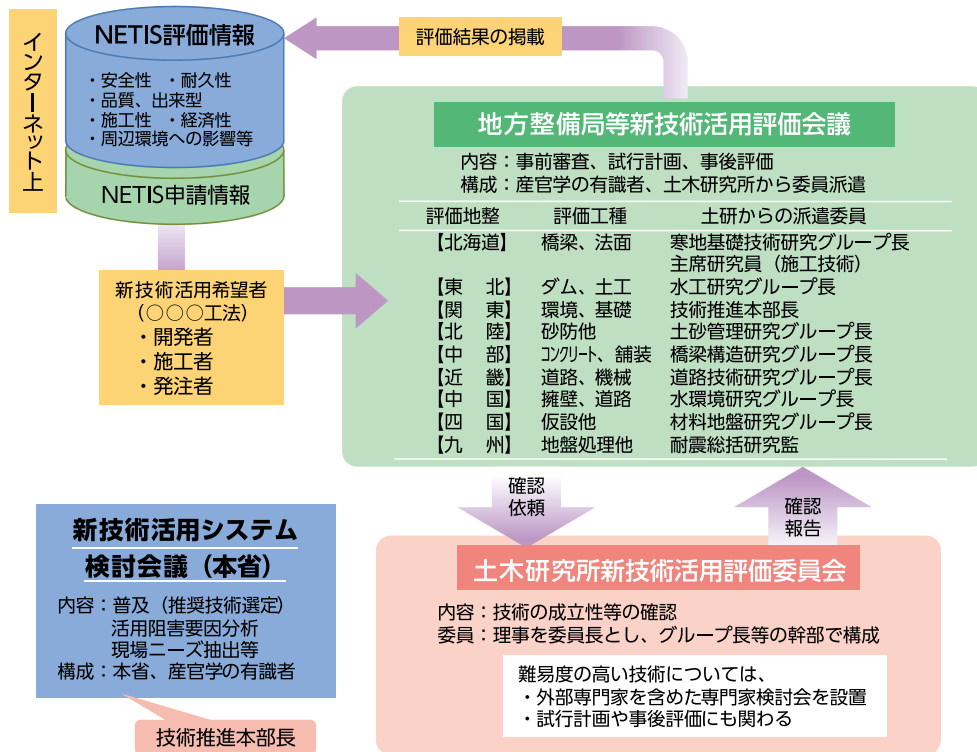 インターネット上
NETIS評価情報
・安全性 ・耐久性
・品質、出来型
・施工性 ・経済性
・周辺環境への影響等
NETIS申請情報
評価結果の掲載
新技術活用希望者
(○○○工法)
・開発者
・施工者
・発注者
地方整備局等新技術活用評価会議
内容：事前審査、試行計画、事後評価
構成：産官学の有識者、土木研究所から委員派遣
評価地整 評価工種 土研からの派遣委員
【北海道】 橋梁、法面 寒地基礎技術研究グループ長
主席研究員（施工技術）
【東 北】 ダム、土工 水工研究グループ長
【関 東】 環境、基礎 技術推進本部長
【北 陸】 砂防他 土砂管理研究グループ長
【中 部】 コンクリート、舗装 橋梁構造研究グループ長
【近 畿】 道路、機械 道路技術研究グループ長
【中 国】 擁壁、道路 水環境研究グループ長
【四 国】 仮設他 材料地盤研究グループ長
【九 州】 地盤処理他 耐震総括研究監
確認
依頼
確認
報告
新技術活用システム
検討会議（本省）
内容：普及（推奨技術選定）
活用阻害要因分析
現場ニーズ抽出等
構成：本省、産官学の有識者
技術推進本部長
土木研究所新技術活用評価委員会
内容：技術の成立性等の確認
委員：理事を委員長とし、グループ長等の幹部で構成
難易度の高い技術については、
・外部専門家を含めた専門家検討会を設置
・試行計画や事後評価にも関わる